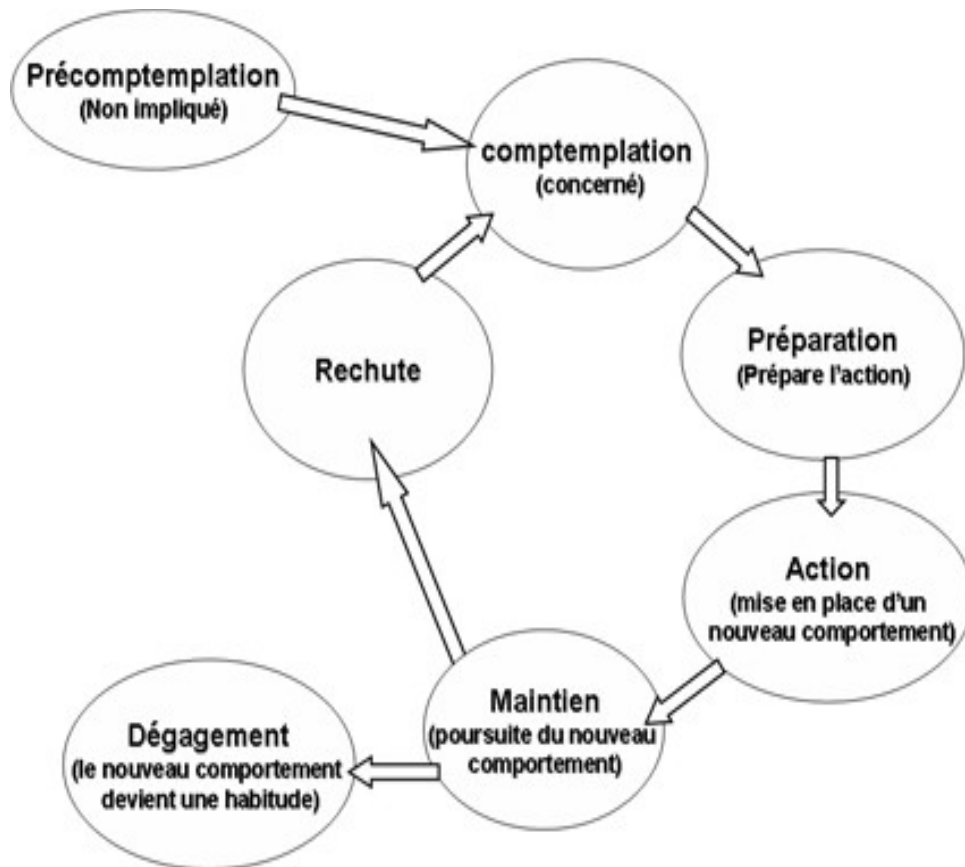 Précomptemplation
(Non impliqué)
comptemplation
(concerné)
Préparation
(Prépare l'action)
Rechute
Action
(mise en place d'un
nouveau comportement)
Maintien
(poursuite du nouveau
comportement)
Dégagement
(le nouveau comportement
devient une habitude)